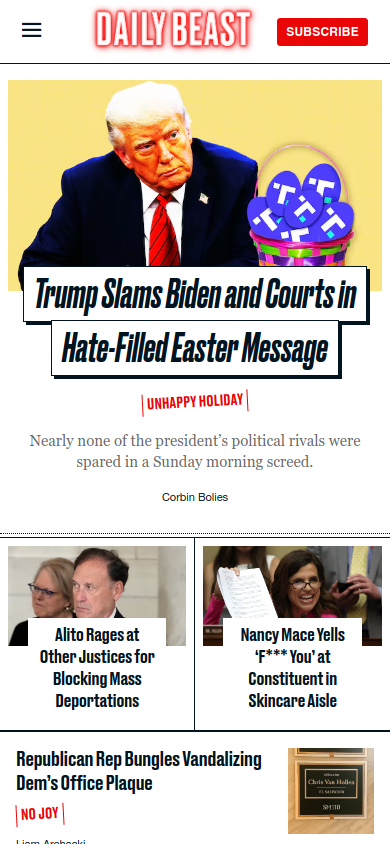 DAILY BEAST
SUBSCRIBE
Trump Slams Biden and Courts in
Hate-Filled Easter Message
UNHAPPY HOLIDAY
Nearly none of the president’s political rivals were
spared in a Sunday morning screed.
Corbin Bolies
Alito Rages at
Other Justices for
Blocking Mass
Deportations
Nancy Mace Yells
‘F*** You’ at
Constituent in
Skincare Aisle
Republican Rep Bungles Vandalizing
Dem’s Office Plaque
NO JOY
Chris Van Hollen